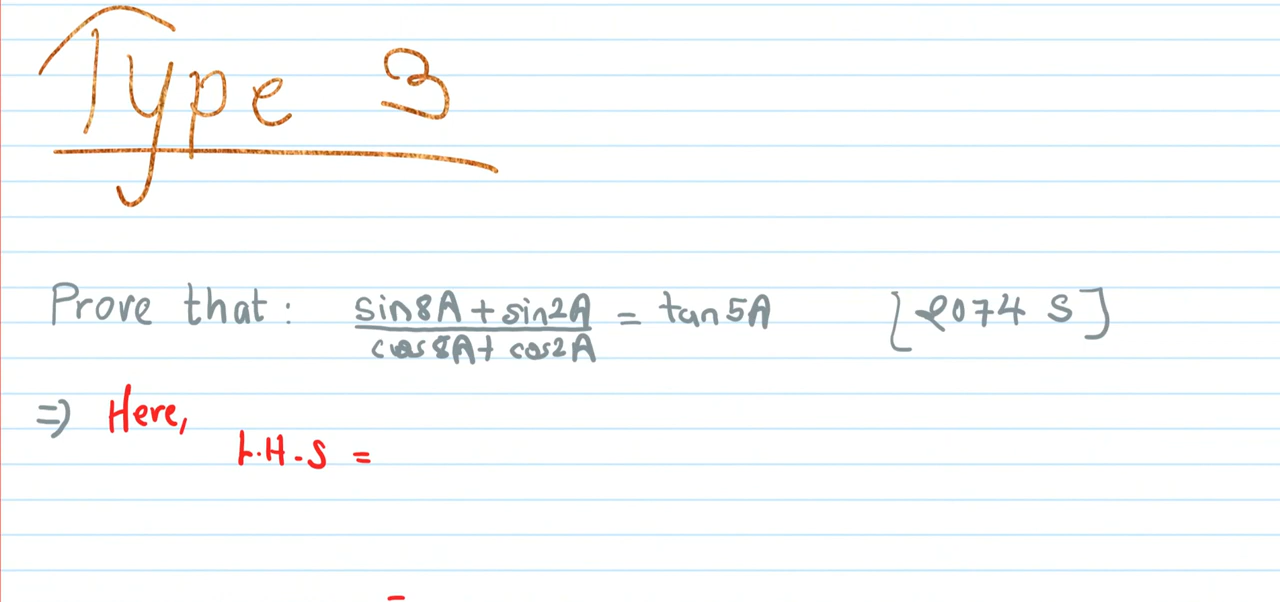 Type 3
Prove that : sin8A + sin2A / cos8A + cos2A = tan5A [2074 S]
=) Here,
L.H.S =
=